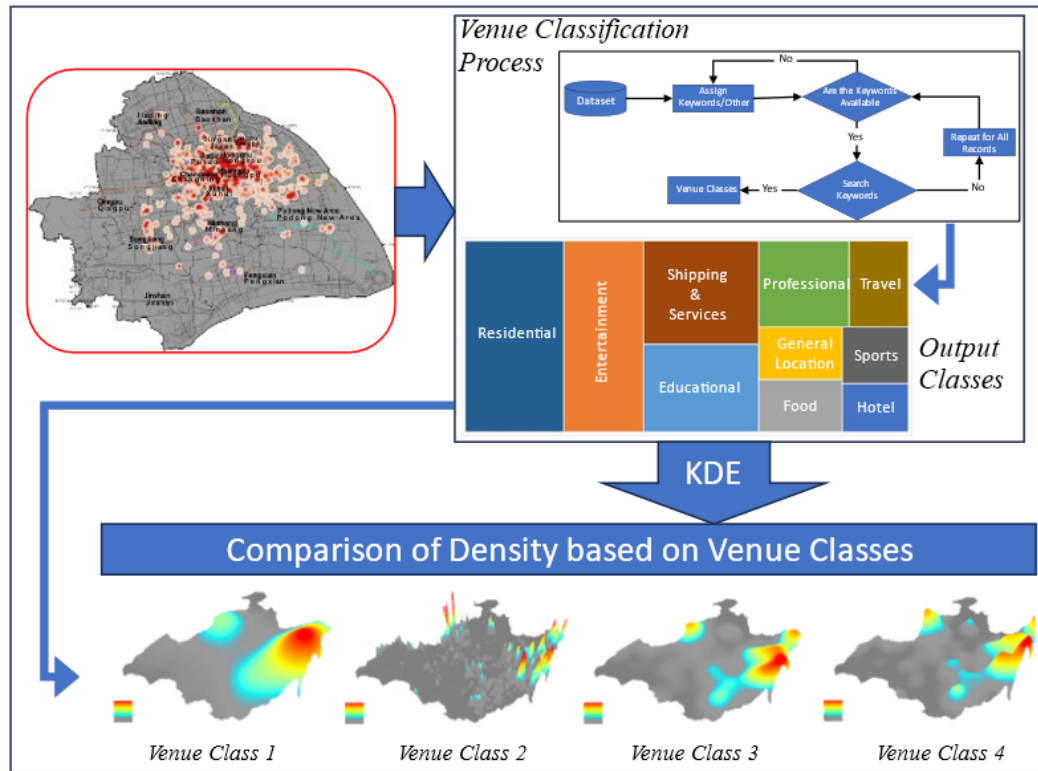 Venue Classification
Process
No
Dataset
Assign
Keywords/Other
Are the Keywords
Available
Yes
Repeat for All
Records
Venue Classes
Yes
Search
Keywords
No
Baoshan
Jiading
Songjiang
Minhang
Qingpu
Pudong New Area
Podong New Area
Fengxian
Jinshan
Residential
Entertainment
Shipping
&
Services
Educational
Professional
Travel
General
Location
Sports
Food
Hotel
Output
Classes
KDE
Comparison of Density based on Venue Classes
Venue Class 1
Venue Class 2
Venue Class 3
Venue Class 4